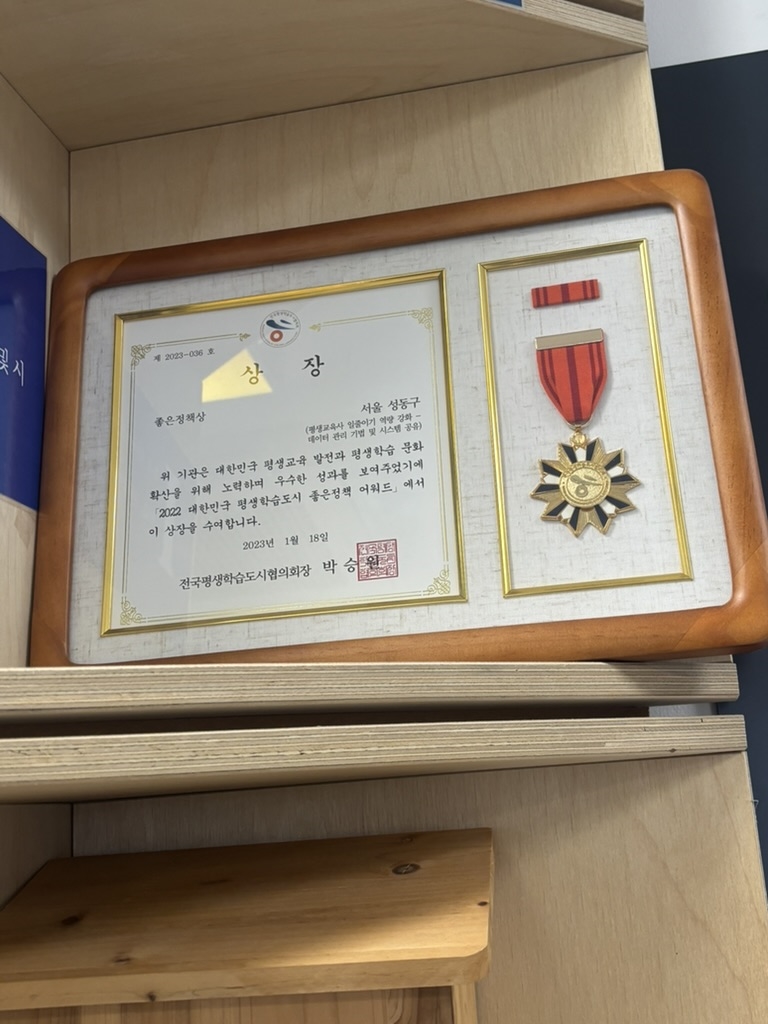 및 시
제 2023-036 호
상 장
좋은정책상
서울 성동구
(평생교육사 일줄이기 역량 강화 -
데이터 관리 기법 및 시스템 공유)
위 기관은 대한민국 평생교육 발전과 평생학습 문화
확산을 위해 노력하며 우수한 성과를 보여주었기에
「2022 대한민국 평생학습도시 좋은정책 어워드」에서
이 상장을 수여합니다.
2023년 1월 18일
전국평생학습도시협의회장 박승원